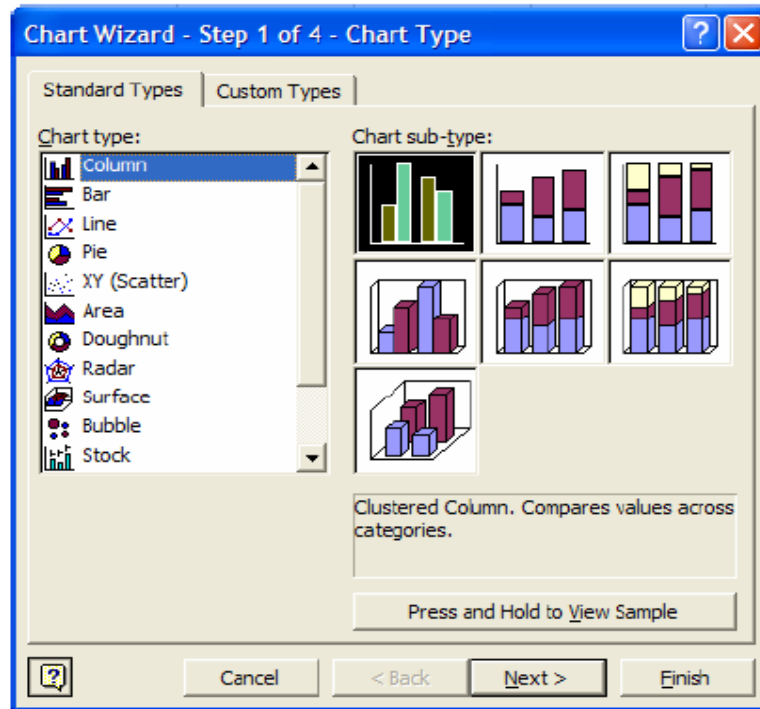 Chart Wizard - Step 1 of 4 - Chart Type
Standard Types
Custom Types
Chart type:
Column
Bar
Line
Pie
XY (Scatter)
Area
Doughnut
Radar
Surface
Bubble
Stock
Chart sub-type:
Clustered Column. Compares values across
categories.
Press and Hold to View Sample
Cancel
< Back
Next >
Finish